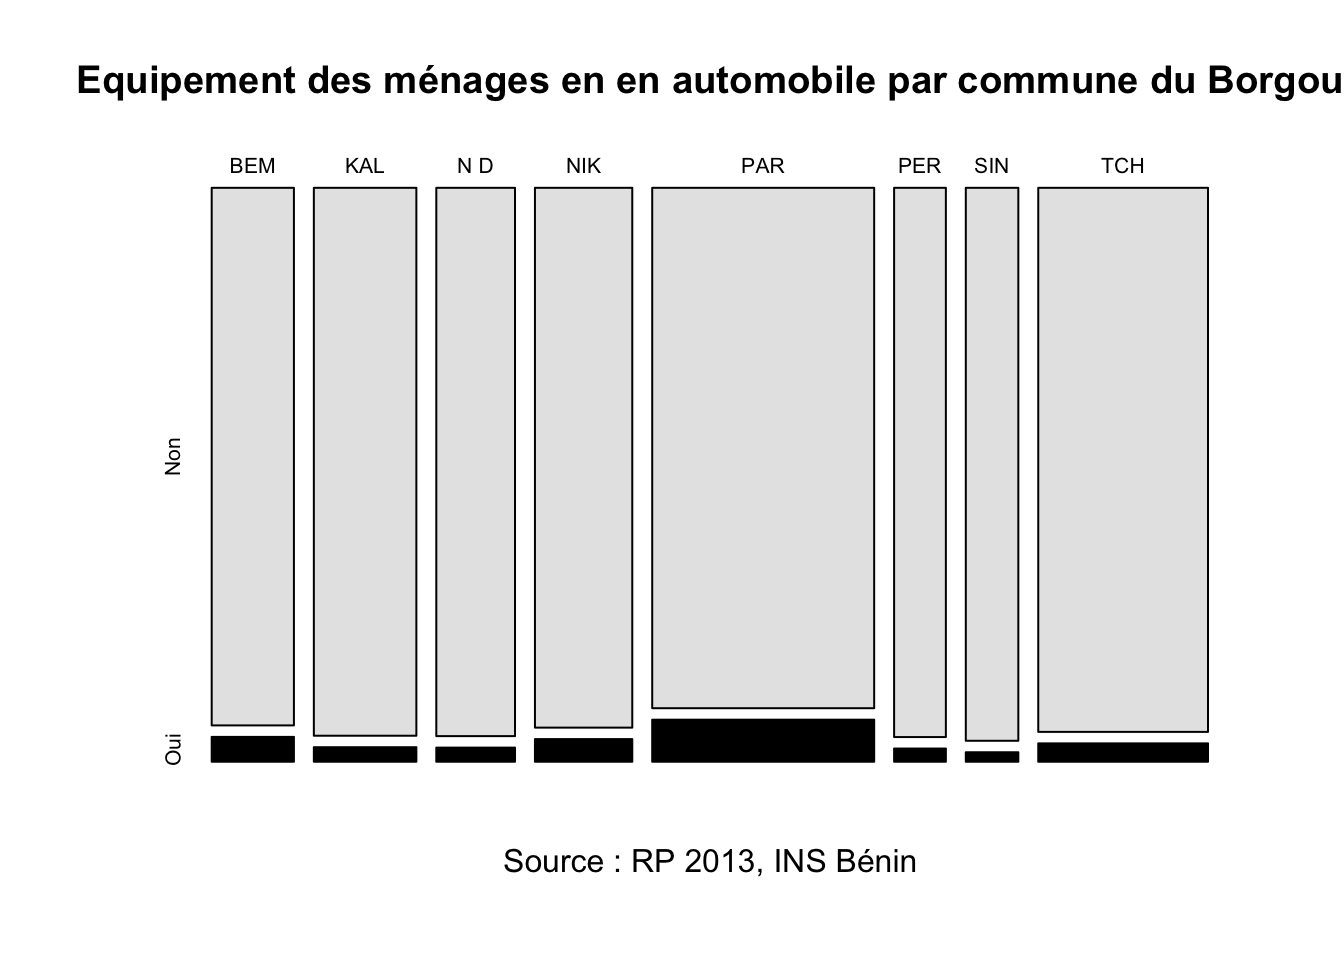 Equipement des ménages en en automobile par commune du Borgou
BEM KAL N D NIK PAR PER SIN TCH
Non
Oui
Source : RP 2013, INS Bénin